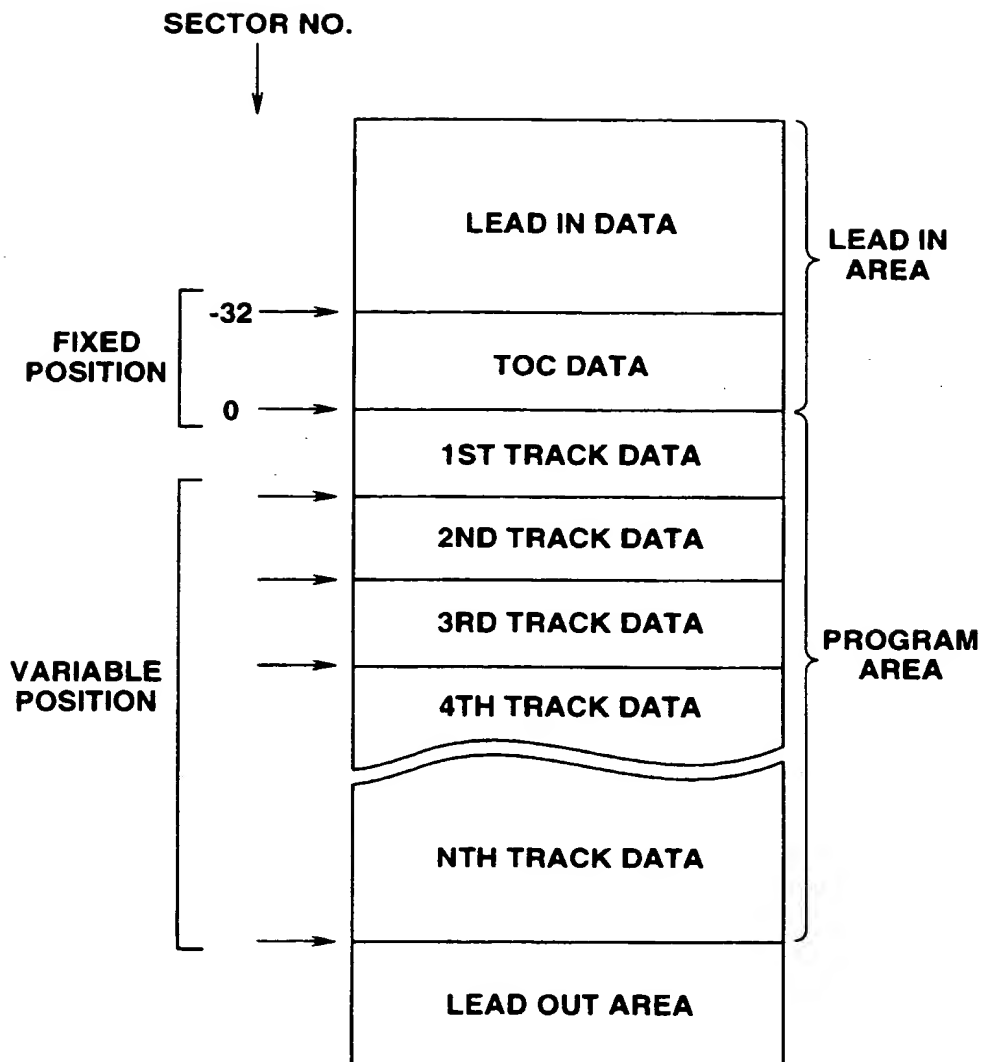 SECTOR NO.
LEAD IN DATA
LEAD IN
AREA
-32
FIXED
POSITION
TOC DATA
0
1ST TRACK DATA
2ND TRACK DATA
3RD TRACK DATA
PROGRAM
AREA
VARIABLE
POSITION
4TH TRACK DATA
NTH TRACK DATA
LEAD OUT AREA